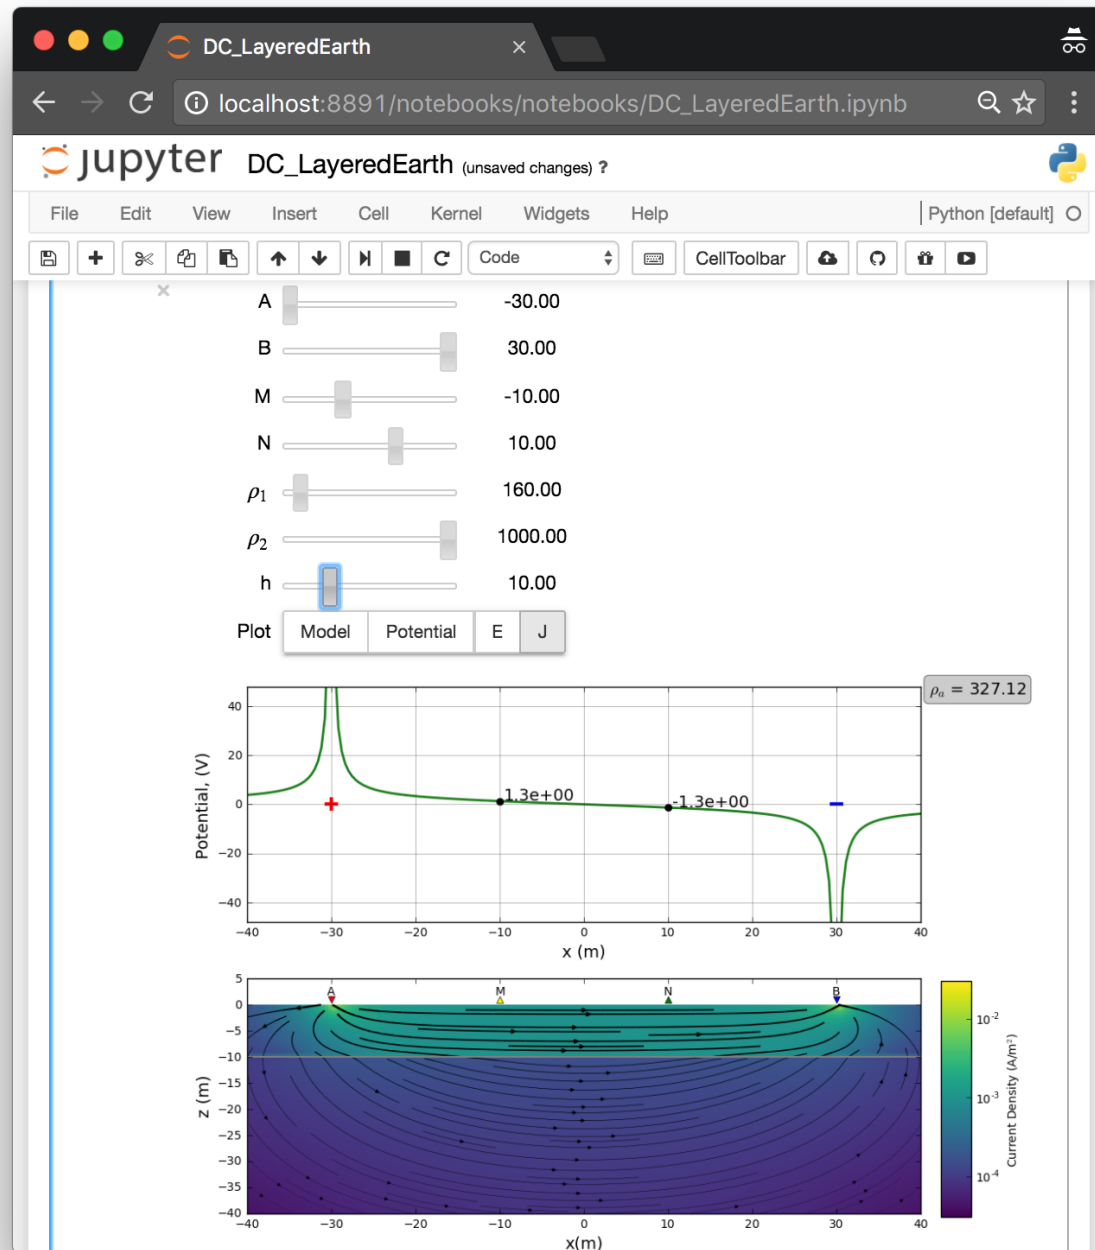 DC_LayeredEarth ×
localhost:8891/notebooks/notebooks/DC_LayeredEarth.ipynb
jupyter DC_LayeredEarth (unsaved changes) ?
File Edit View Insert Cell Kernel Widgets Help Python [default]
Code CellToolbar
A -30.00
B 30.00
M -10.00
N 10.00
ρ1 160.00
ρ2 1000.00
h 10.00
Plot Model Potential E J
ρa = 327.12
40
20
0
−20
−40
Potential, (V)
1.3e+00
-1.3e+00
−40 −30 −20 −10 0 10 20 30 40
x (m)
A M N B
5
0
−5
−10
−15
−20
−25
−30
−35
−40
z (m)
−40 −30 −20 −10 0 10 20 30 40
x(m)
10⁻²
10⁻³
10⁻⁴
Current Density (A/m²)